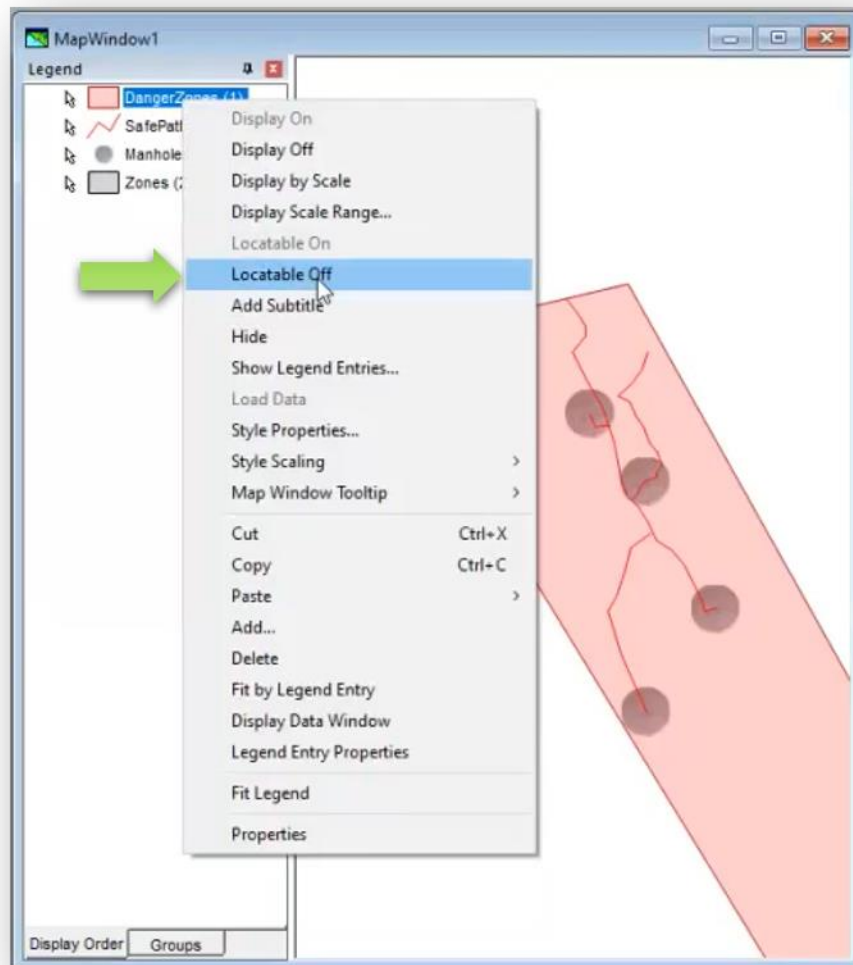 MapWindow1
Legend
DangerZones (1)
SafePat
Manhole
Zones (2
Display On
Display Off
Display by Scale
Display Scale Range...
Locatable On
Locatable Off
Add Subtitle
Hide
Show Legend Entries...
Load Data
Style Properties...
Style Scaling
Map Window Tooltip
Cut Ctrl+X
Copy Ctrl+C
Paste
Add...
Delete
Fit by Legend Entry
Display Data Window
Legend Entry Properties
Fit Legend
Properties
Display Order Groups